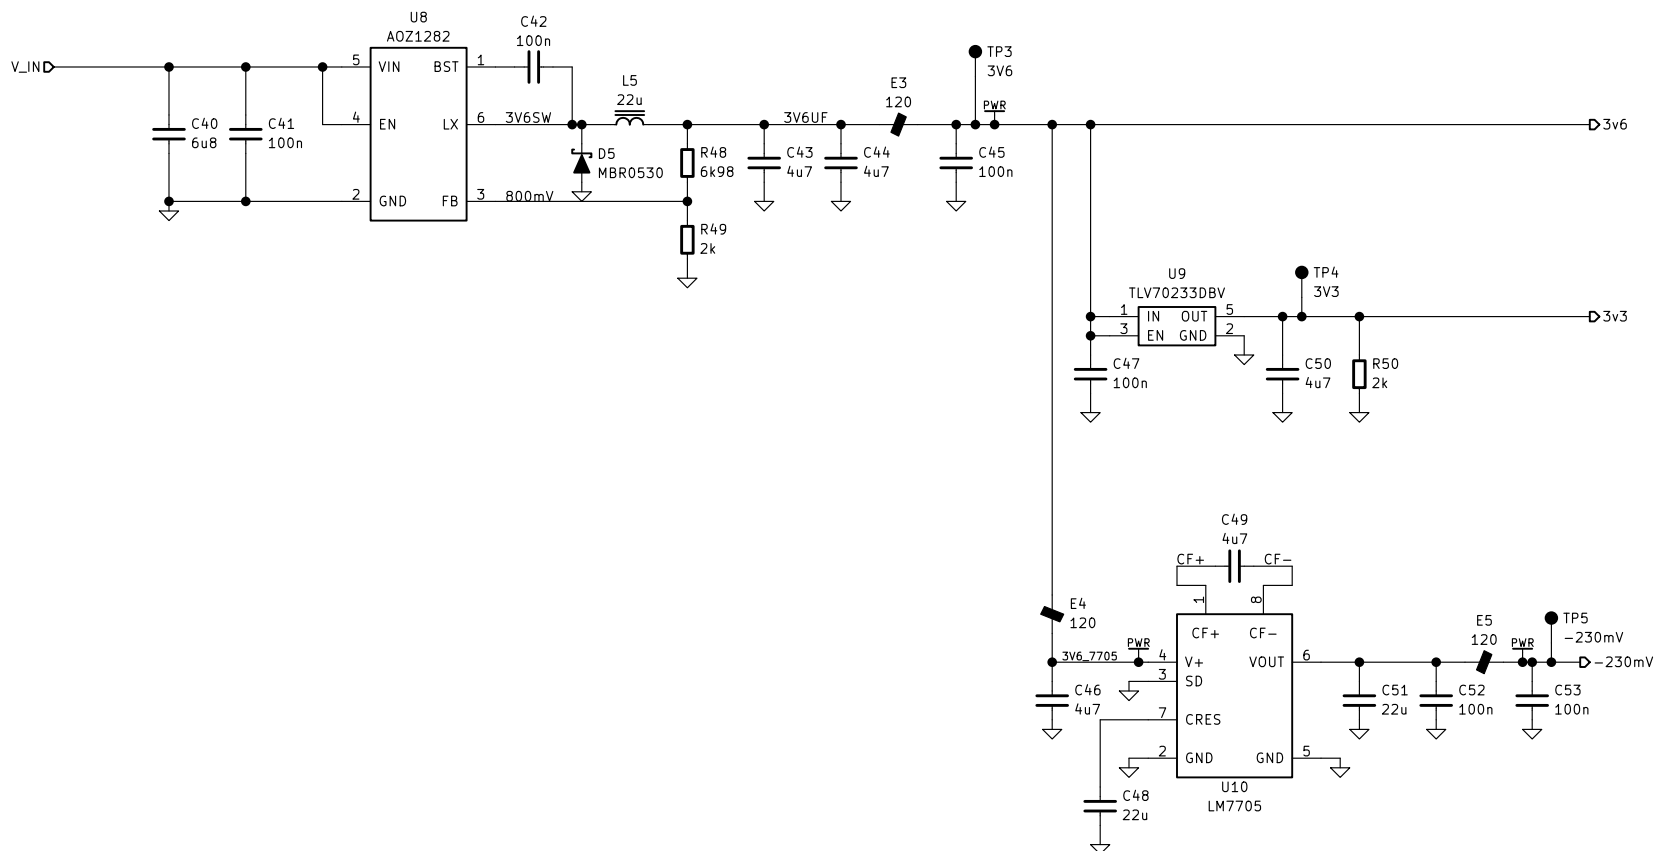 V_IN
C40
6u8
C41
100n
U8
AOZ1282
5 VIN
BST 1
4 EN
LX 6
2 GND
FB 3
C42
100n
3V6SW
D5
MBR0530
800mV
L5
22u
R48
6k98
R49
2k
3V6UF
C43
4u7
C44
4u7
E3
120
C45
100n
TP3
3V6
PWR
3v6
U9
TLV70233DBV
1 IN OUT 5
3 EN GND 2
C47
100n
TP4
3V3
C50
4u7
R50
2k
3v3
C49
4u7
CF+ CF-
1 8
E4
120
3V6_7705
PWR
C46
4u7
CF+ CF-
4 V+ VOUT 6
3 SD
7 CRES
2 GND GND 5
U10
LM7705
C48
22u
C51
22u
C52
100n
E5
120
PWR
TP5
-230mV
-230mV
C53
100n